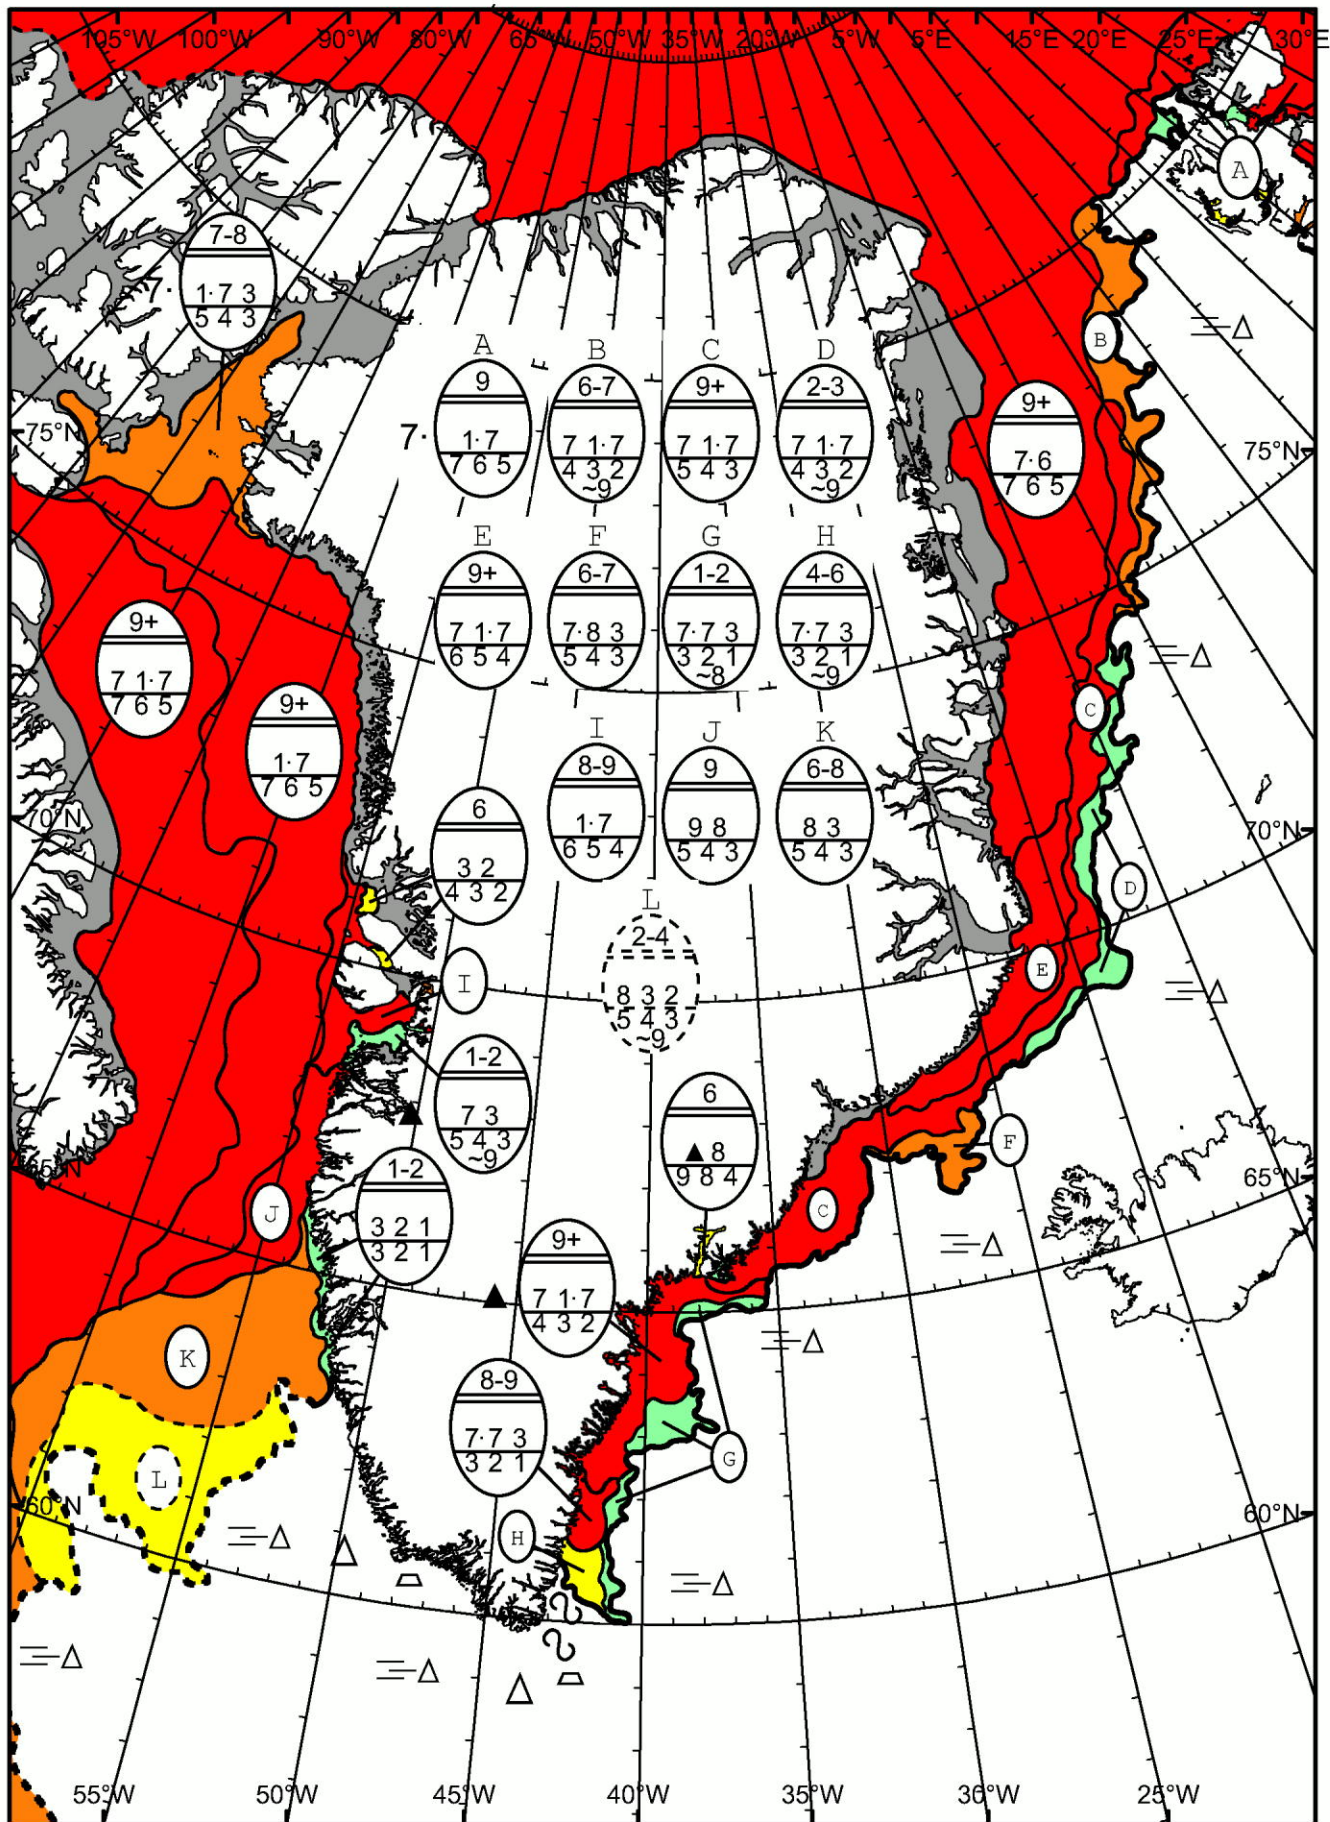 105°W 100°W 90°W 80°W 65°W 50°W 35°W 20°W 5°W 5°E 15°E 20°E 25°E 30°E
A
7-8
7·
1·7 3
5 4 3
B
A B C D
9 6-7 9+ 2-3
7·
1·7 7 1·7 7 1·7 7 1·7
7 6 5 4 3 2 5 4 3 4 3 2
~9 ~9
9+
7·6
7 6 5
75°N 75°N
E F G H
9+ 6-7 1-2 4-6
7 1·7 7·8 3 7·7 3 7·7 3
6 5 4 5 4 3 3 2 1 3 2 1
~8 ~9
9+
7 1·7
7 6 5
9+
1·7
7 6 5
C
I J K
8-9 9 6-8
1·7 9 8 8 3
6 5 4 5 4 3 5 4 3
70°N 70°N
6
3 2
4 3 2
D
L
2-4
8 3 2
5 4 3
~9
E
I
1-2
7 3
5 4 3
~9
6
8
9 8 4
F
65°N 65°N
1-2
3 2 1
3 2 1
J
C
9+
7 1·7
4 3 2
K
8-9
7·7 3
3 2 1
G
L
60°N 60°N
H
55°W 50°W 45°W 40°W 35°W 30°W 25°W